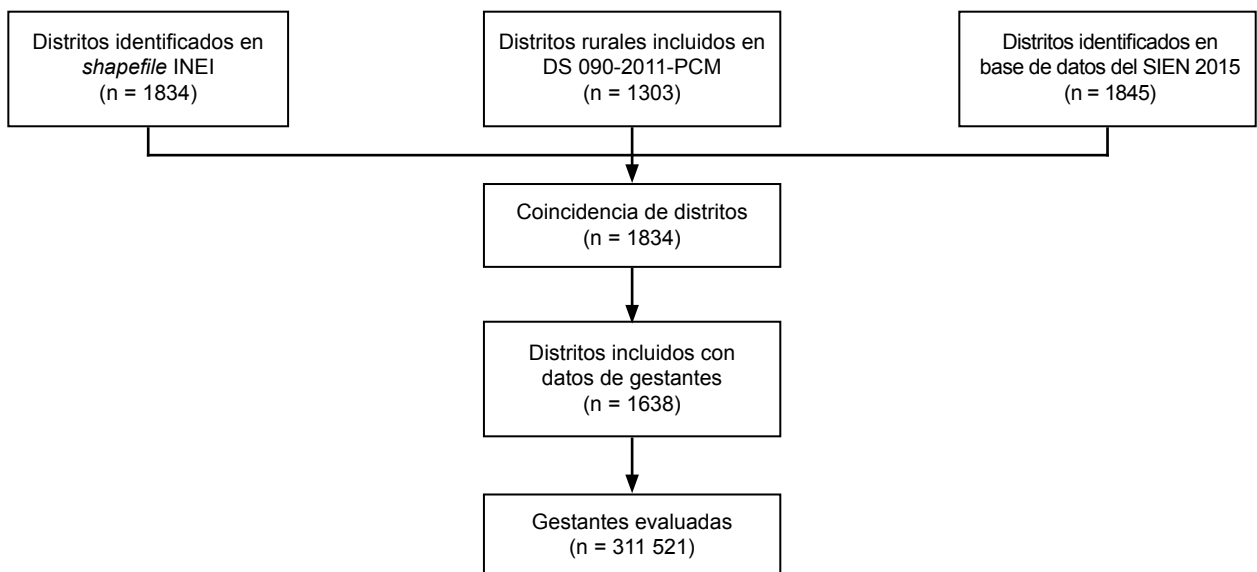 Distritos identificados en
shapefile INEI
(n = 1834)
Distritos rurales incluidos en
DS 090-2011-PCM
(n = 1303)
Distritos identificados en
base de datos del SIEN 2015
(n = 1845)
Coincidencia de distritos
(n = 1834)
Distritos incluidos con
datos de gestantes
(n = 1638)
Gestantes evaluadas
(n = 311 521)